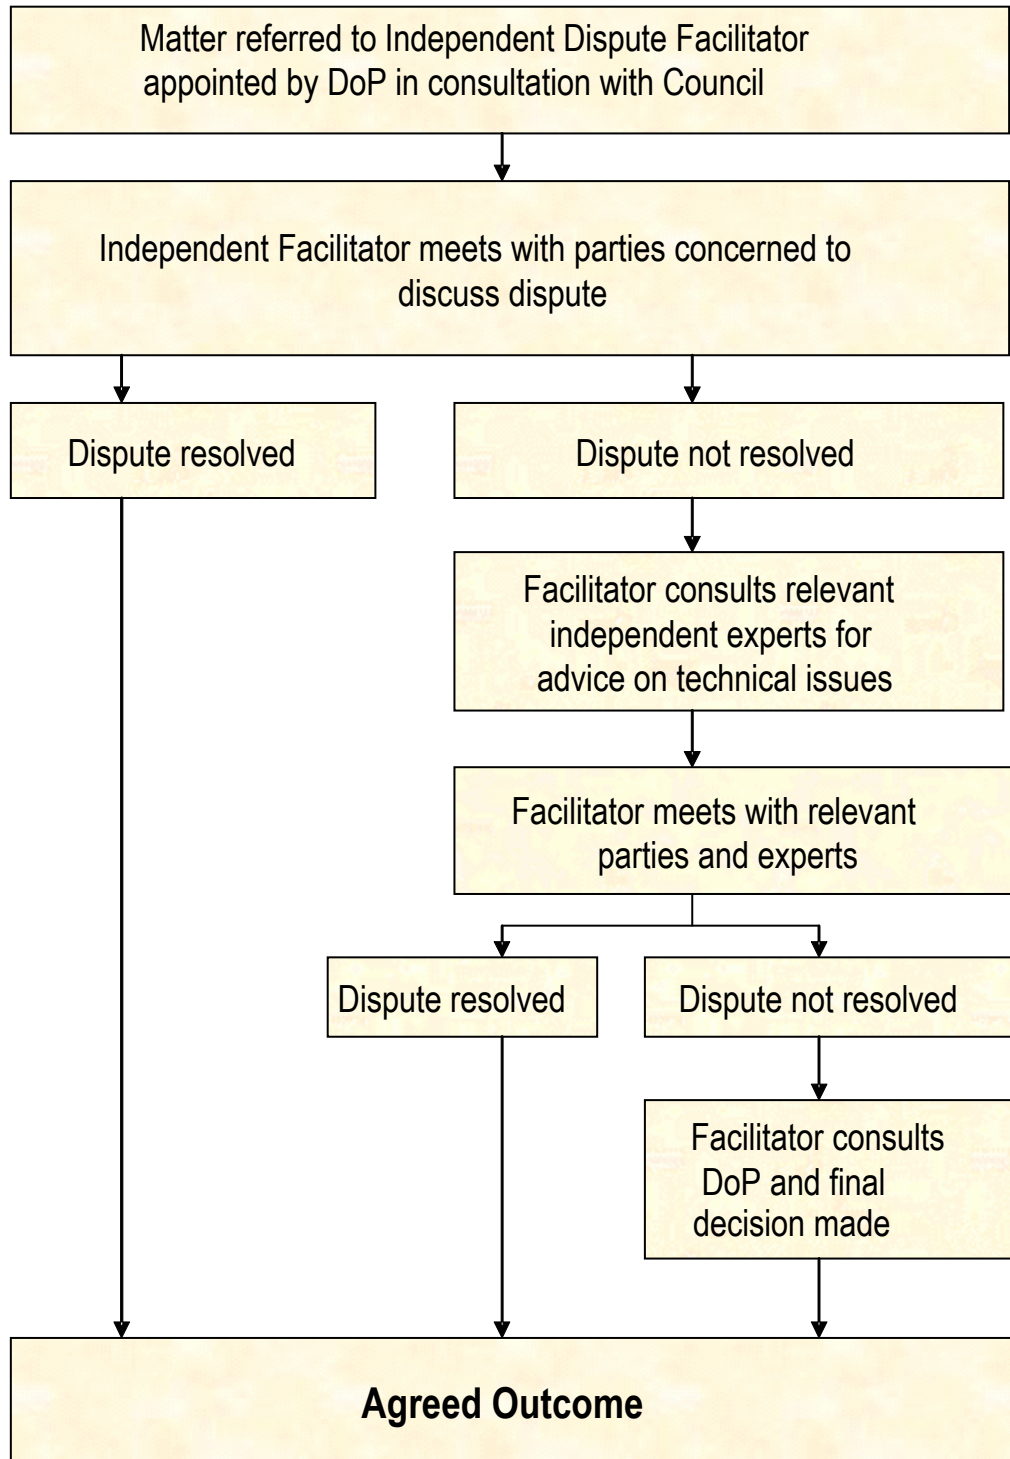 Matter referred to Independent Dispute Facilitator
appointed by DoP in consultation with Council
Independent Facilitator meets with parties concerned to
discuss dispute
Dispute resolved
Dispute not resolved
Facilitator consults relevant
independent experts for
advice on technical issues
Facilitator meets with relevant
parties and experts
Dispute resolved
Dispute not resolved
Facilitator consults
DoP and final
decision made
Agreed Outcome